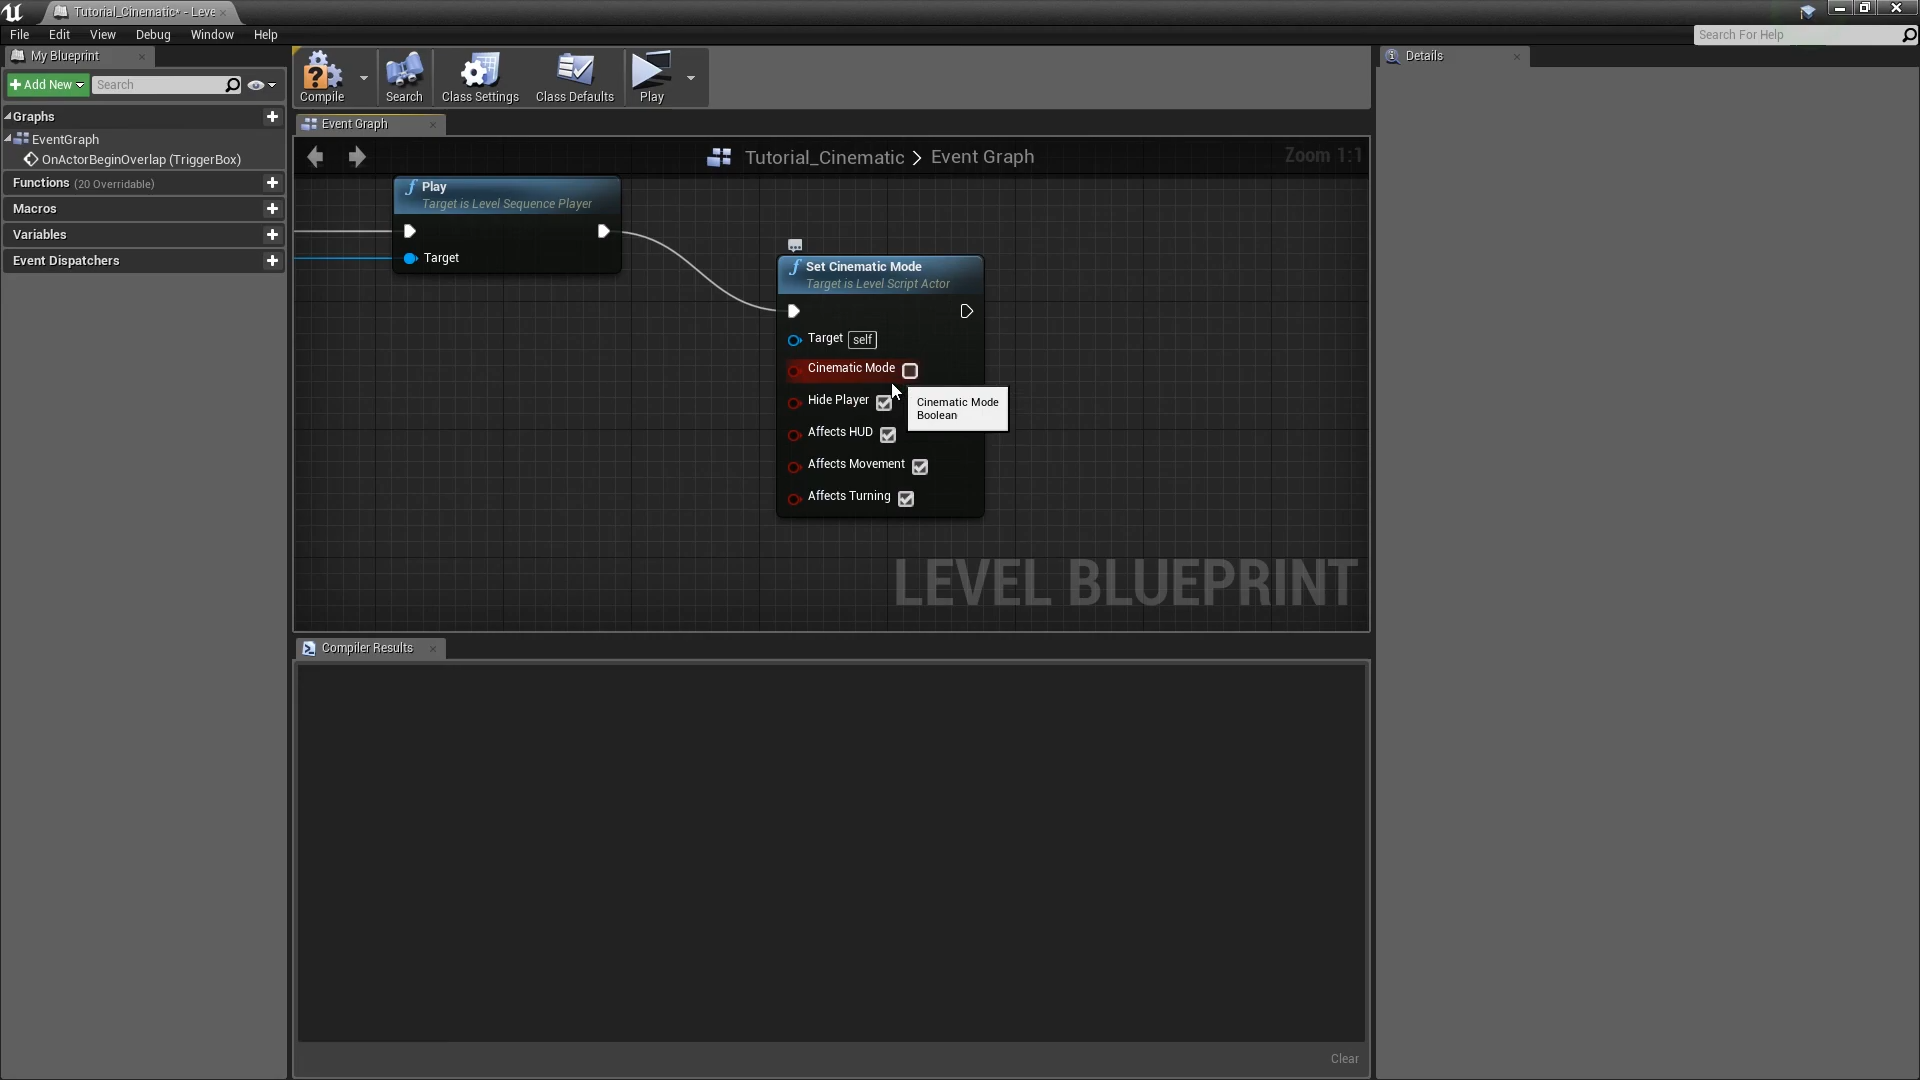 Tutorial_Cinematic* - Leve
File Edit View Debug Window Help
Search For Help
My Blueprint
Add New
Search
Graphs
EventGraph
OnActorBeginOverlap (TriggerBox)
Functions (20 Overridable)
Macros
Variables
Event Dispatchers
Compile
Search
Class Settings
Class Defaults
Play
Event Graph
Tutorial_Cinematic > Event Graph
Zoom 1:1
f Play
Target is Level Sequence Player
Target
f Set Cinematic Mode
Target is Level Script Actor
Target self
Cinematic Mode
Hide Player
Affects HUD
Affects Movement
Affects Turning
Cinematic Mode
Boolean
LEVEL BLUEPRINT
Compiler Results
Clear
Details